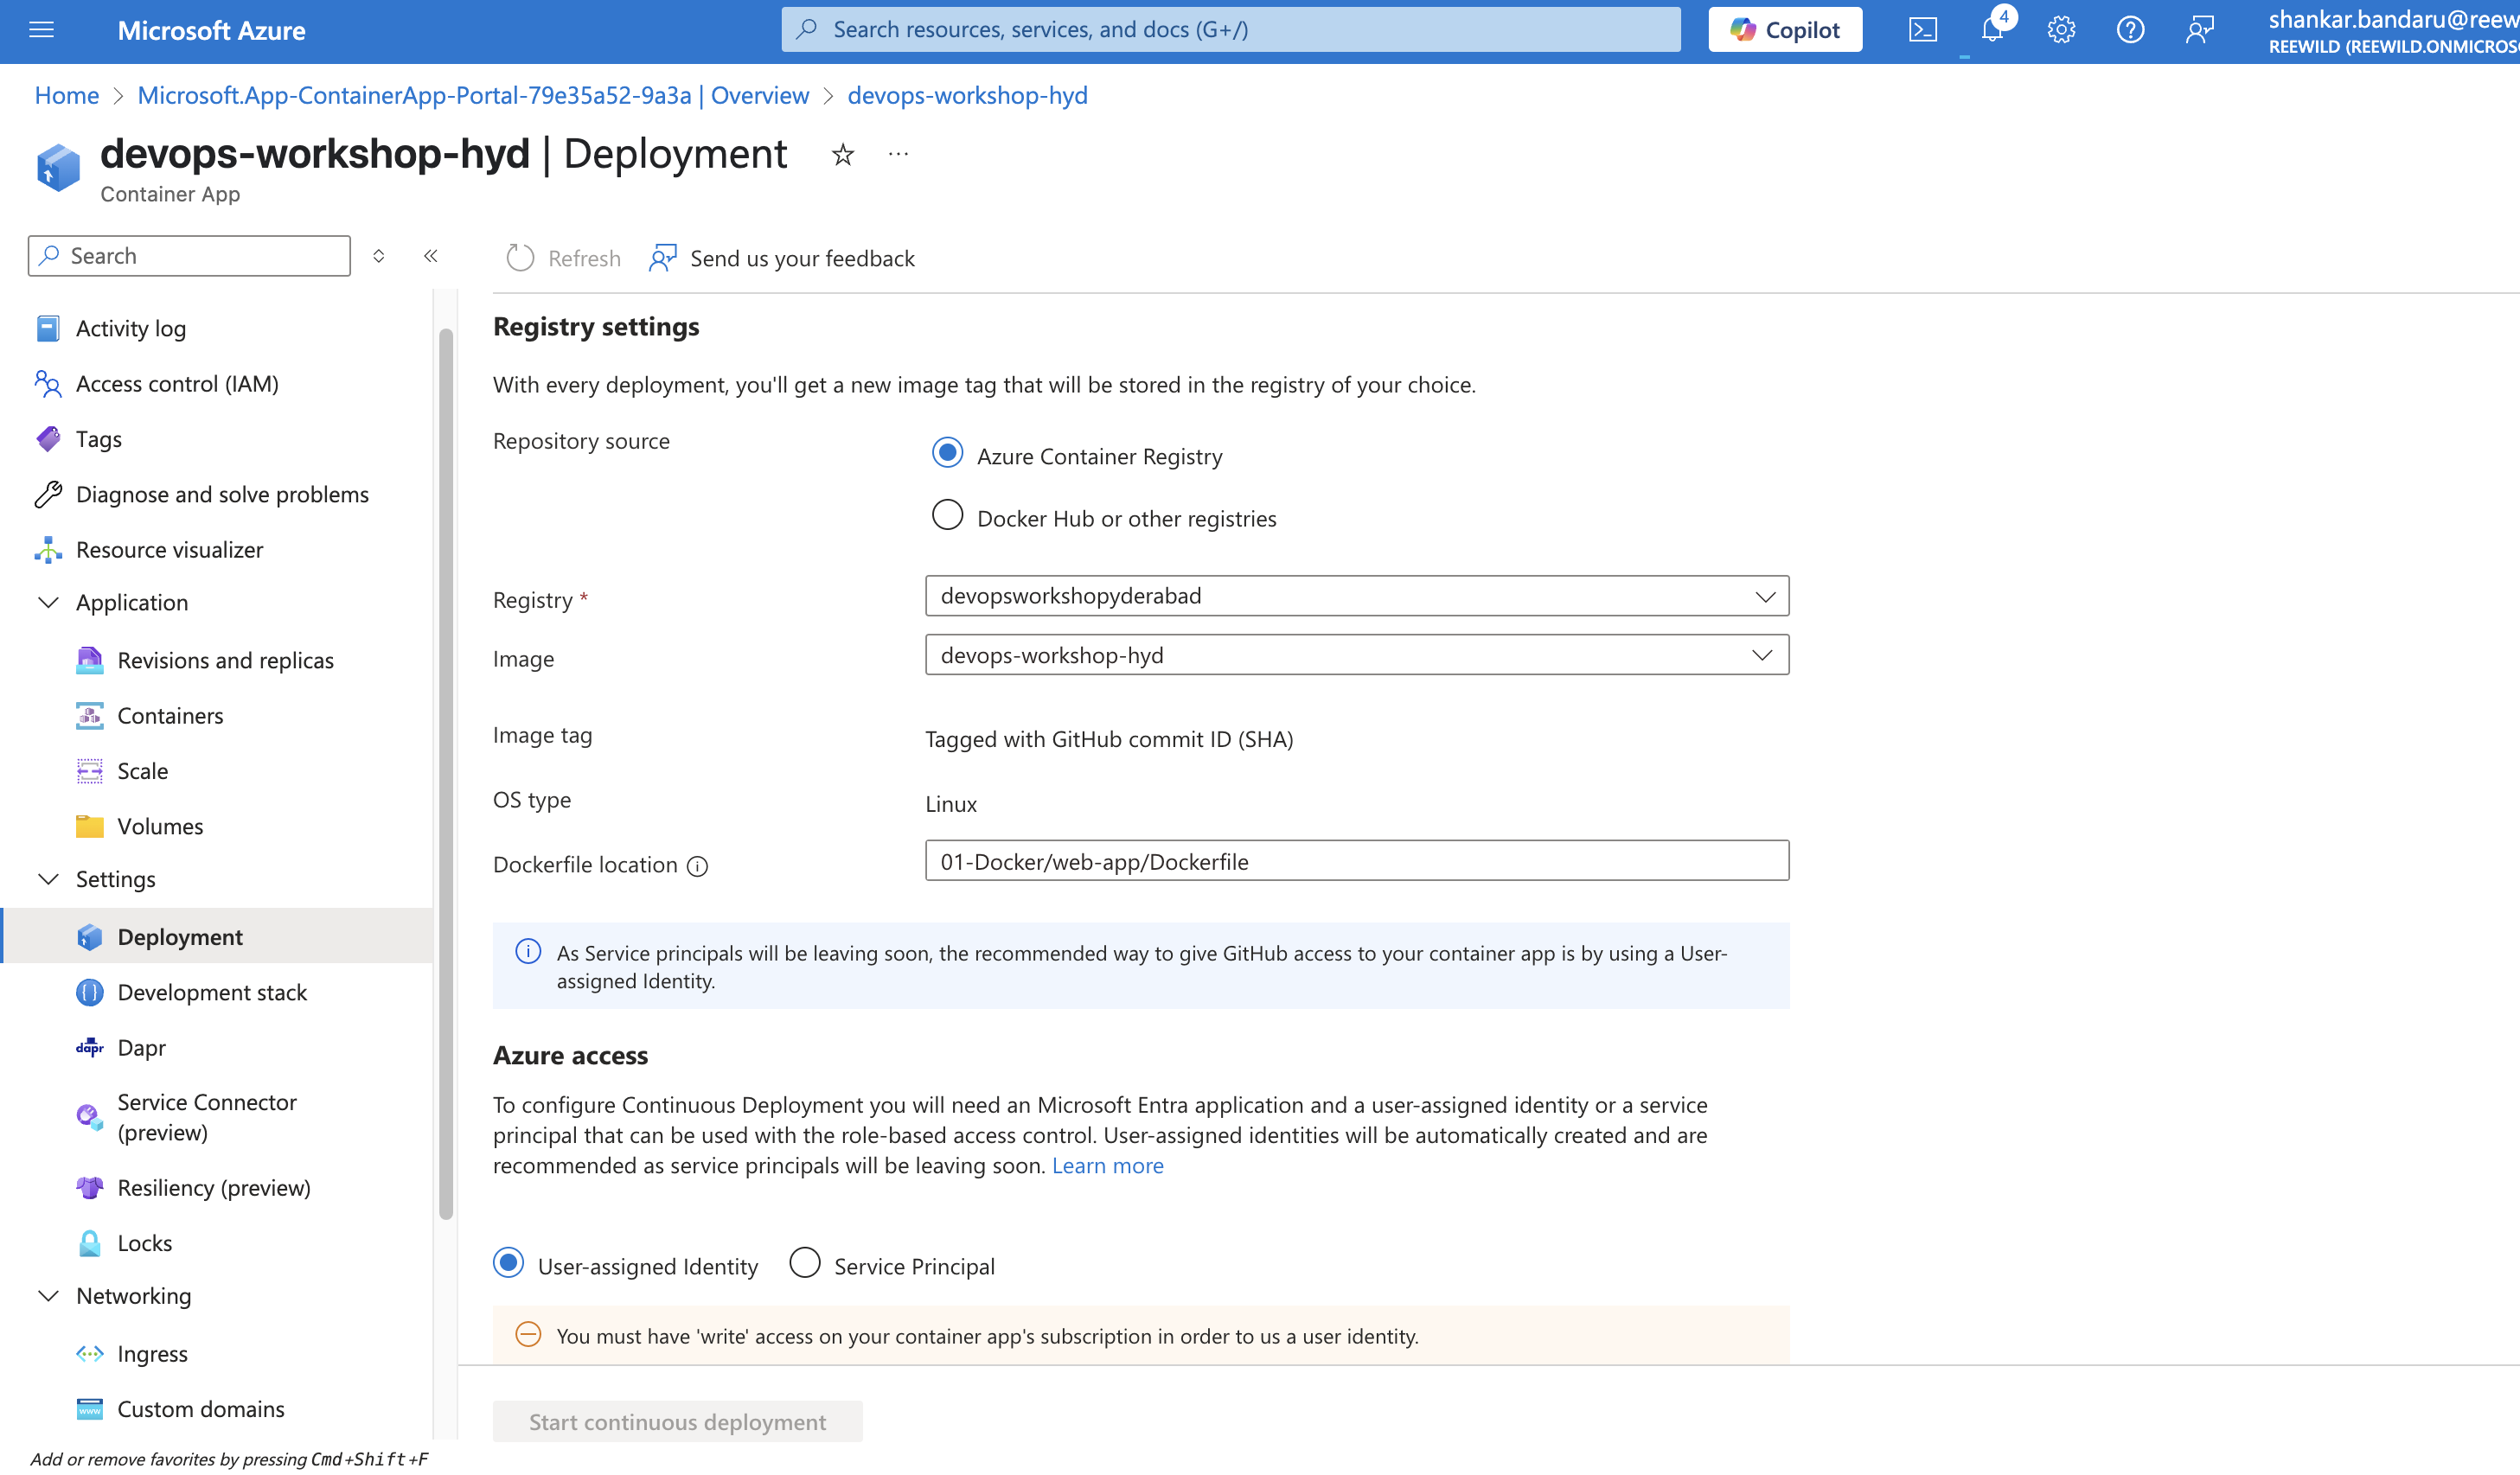 Microsoft Azure
Search resources, services, and docs (G+/)
Copilot
4
shankar.bandaru@reew
REEWILD (REEWILD.ONMICROS
Home > Microsoft.App-ContainerApp-Portal-79e35a52-9a3a | Overview > devops-workshop-hyd
devops-workshop-hyd | Deployment
Container App
Search
Activity log
Access control (IAM)
Tags
Diagnose and solve problems
Resource visualizer
Application
Revisions and replicas
Containers
Scale
Volumes
Settings
Deployment
Development stack
dapr Dapr
Service Connector
(preview)
Resiliency (preview)
Locks
Networking
Ingress
www Custom domains
Add or remove favorites by pressing Cmd+Shift+F
Refresh
Send us your feedback
Registry settings
With every deployment, you'll get a new image tag that will be stored in the registry of your choice.
Repository source
Azure Container Registry
Docker Hub or other registries
Registry *
devopsworkshopyderabad
Image
devops-workshop-hyd
Image tag
Tagged with GitHub commit ID (SHA)
OS type
Linux
Dockerfile location
01-Docker/web-app/Dockerfile
As Service principals will be leaving soon, the recommended way to give GitHub access to your container app is by using a User-
assigned Identity.
Azure access
To configure Continuous Deployment you will need an Microsoft Entra application and a user-assigned identity or a service
principal that can be used with the role-based access control. User-assigned identities will be automatically created and are
recommended as service principals will be leaving soon. Learn more
User-assigned Identity
Service Principal
You must have 'write' access on your container app's subscription in order to us a user identity.
Start continuous deployment